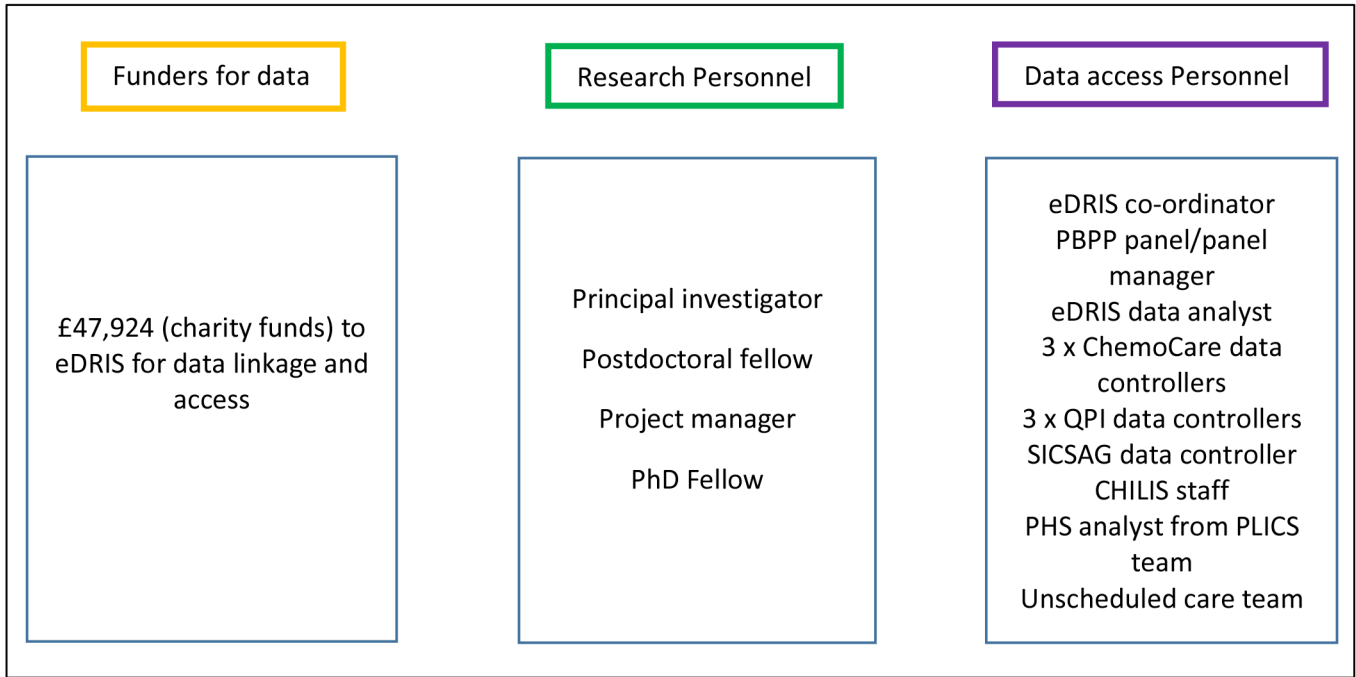 Funders for data
Research Personnel
Data access Personnel
£47,924 (charity funds) to
eDRIS for data linkage and
access
Principal investigator
Postdoctoral fellow
Project manager
PhD Fellow
eDRIS co-ordinator
PBPP panel/panel
manager
eDRIS data analyst
3 x ChemoCare data
controllers
3 x QPI data controllers
SICSAG data controller
CHILIS staff
PHS analyst from PLICS
team
Unscheduled care team